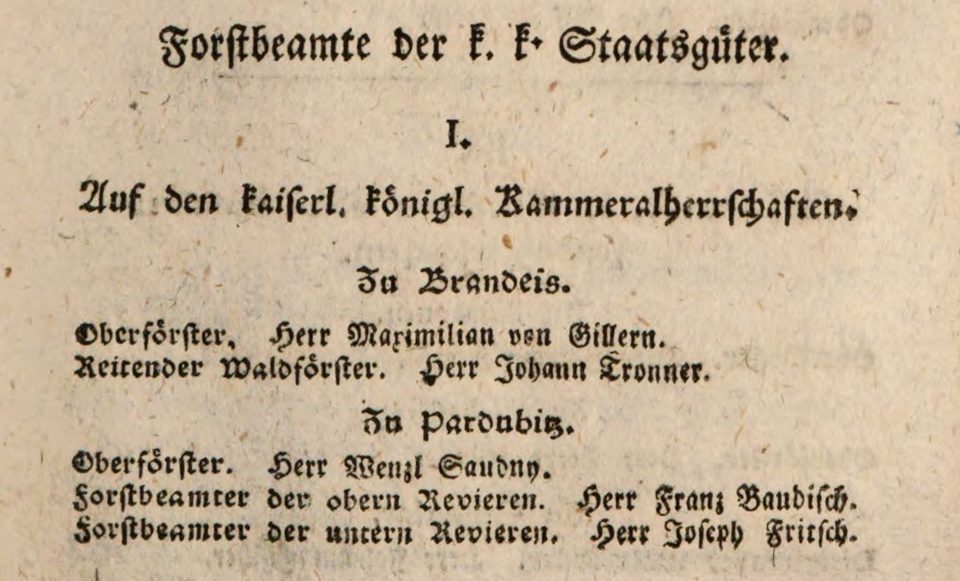 Forstbeamte der k. k. Staatsgüter.
I.
Auf den kaiserl. königl. Kammeralherrschaften.
Zu Brandeis.
Oberförster. Herr Maximilian von Gillern.
Reitender Waldförster. Herr Johann Tronner.
Zu Pardubitz.
Oberförster. Herr Wenzl Saudny.
Forstbeamter der obern Revieren. Herr Franz Baudisch.
Forstbeamter der untern Revieren. Herr Joseph Fritsch.